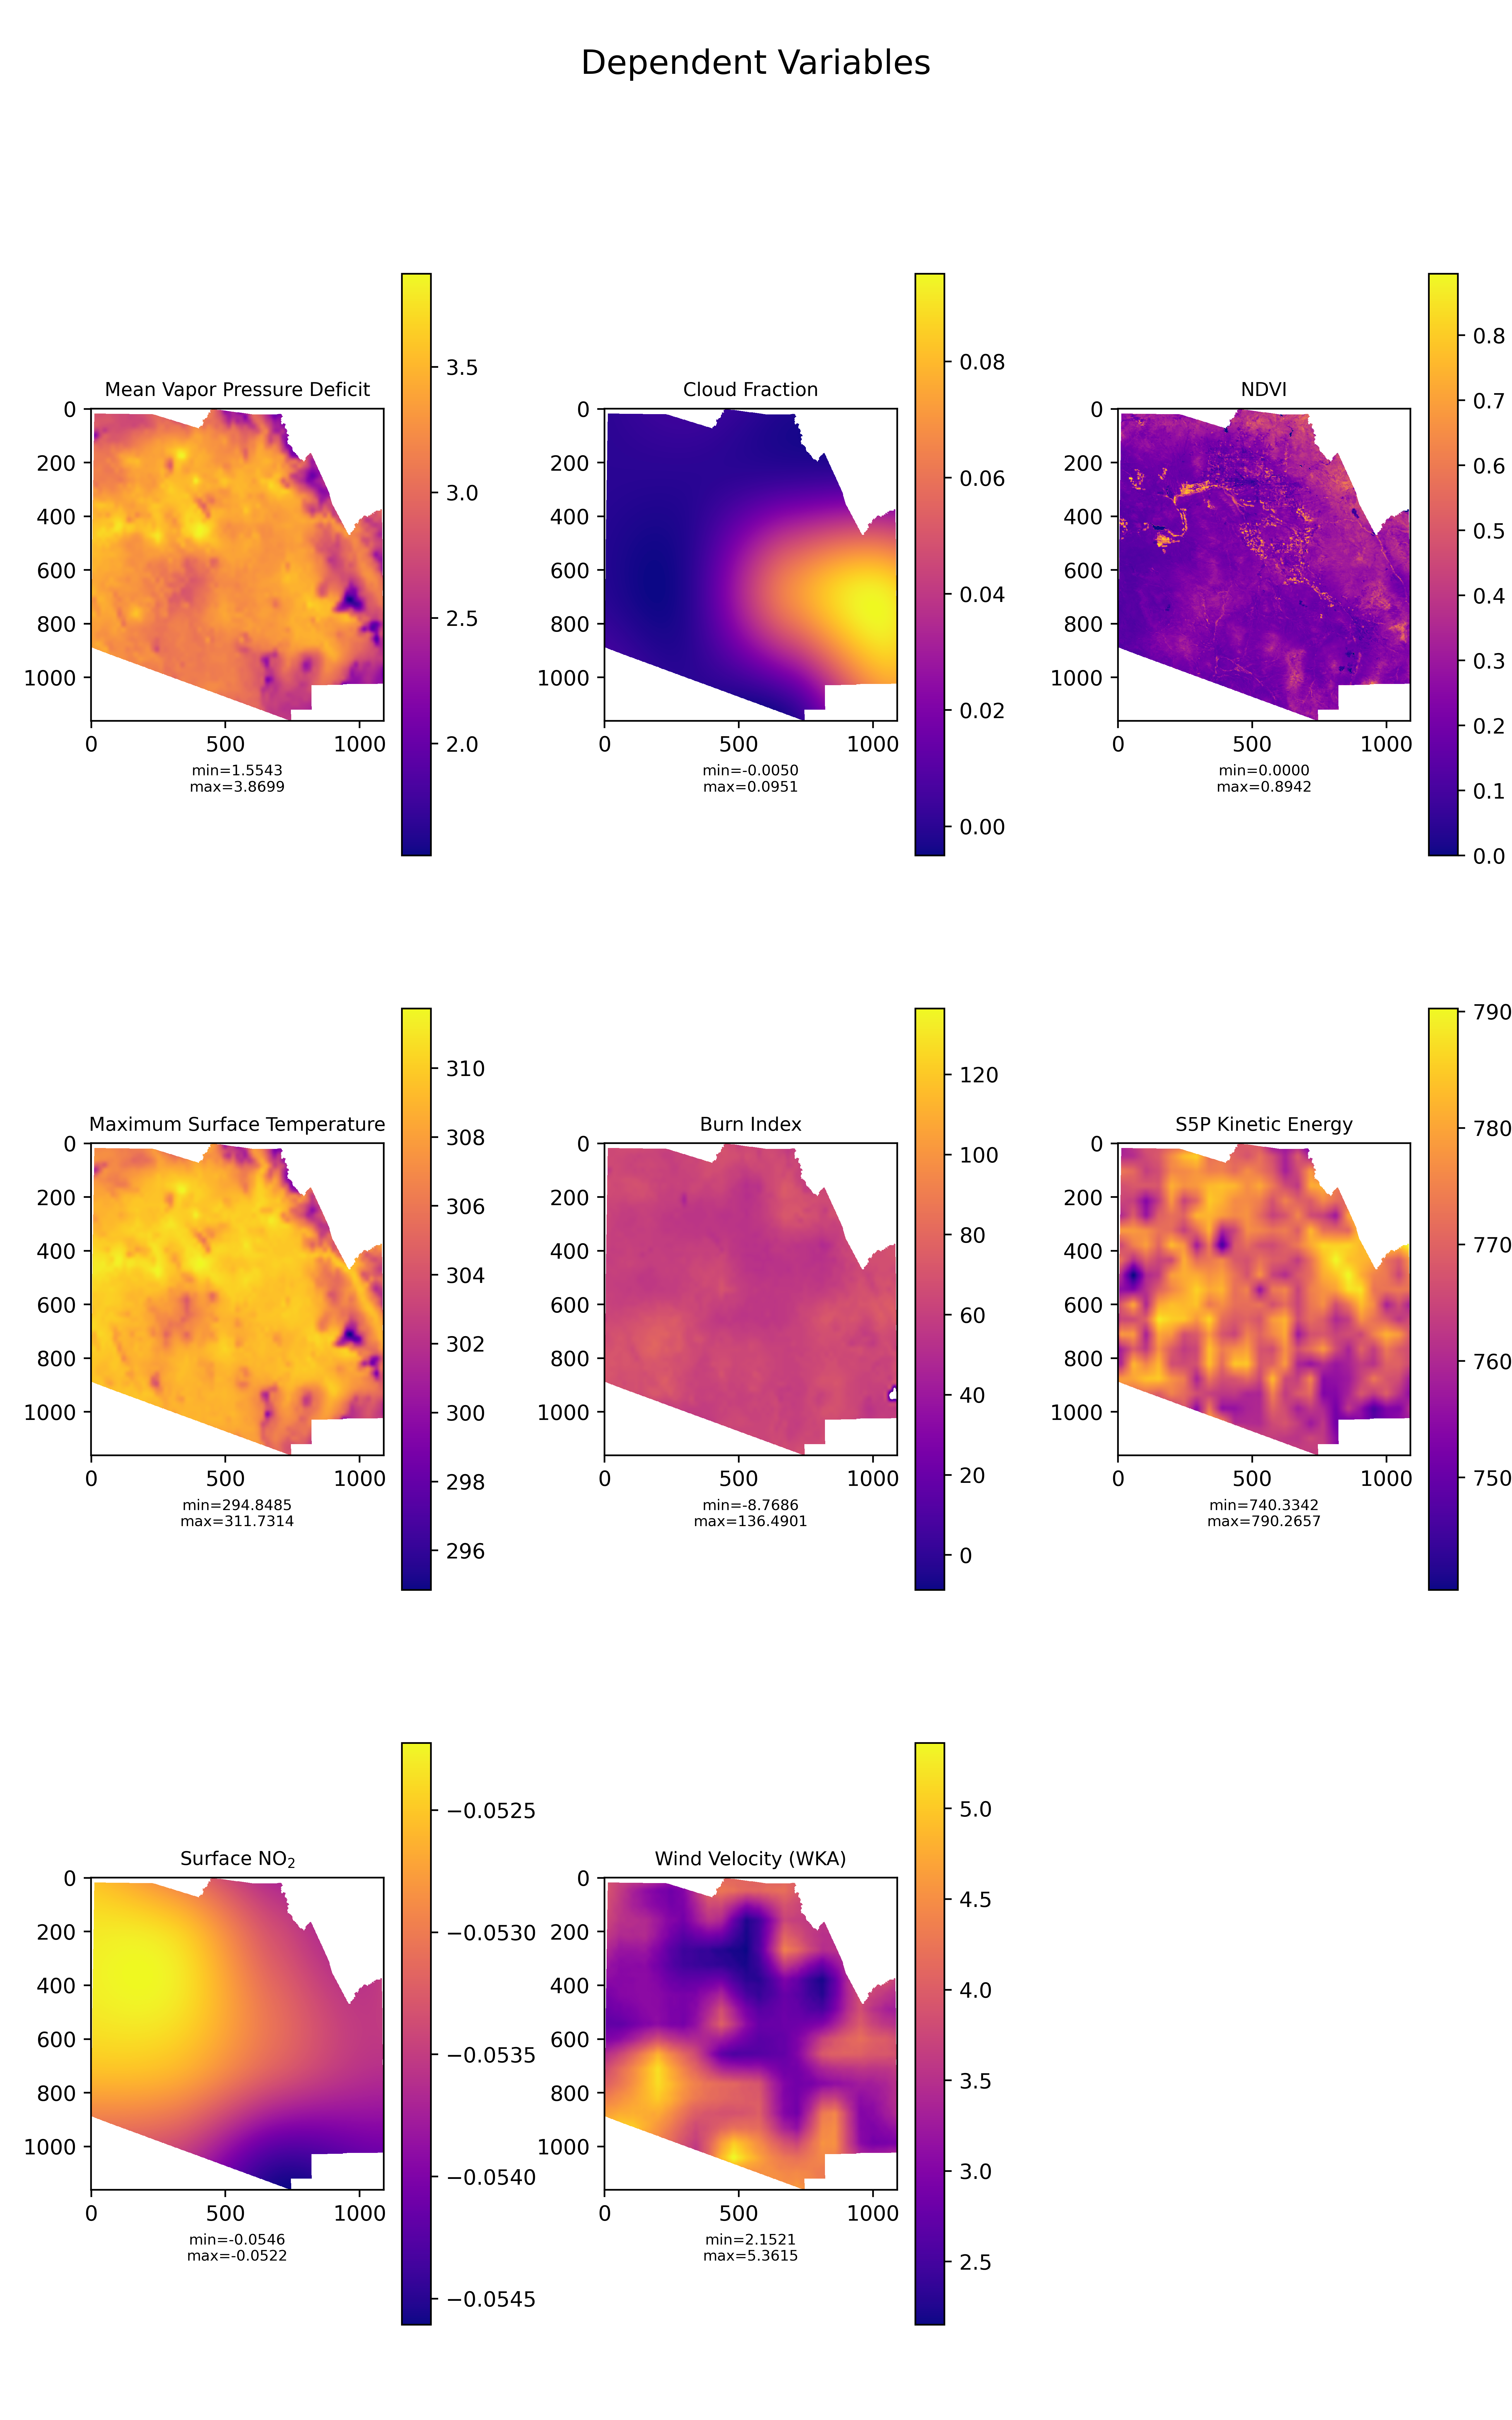 Dependent Variables
Mean Vapor Pressure Deficit
0
200
400
600
800
1000
0 500 1000
min=1.5543
max=3.8699
3.5
3.0
2.5
2.0
Cloud Fraction
0
200
400
600
800
1000
0 500 1000
min=-0.0050
max=0.0951
0.08
0.06
0.04
0.02
0.00
NDVI
0
200
400
600
800
1000
0 500 1000
min=0.0000
max=0.8942
0.8
0.7
0.6
0.5
0.4
0.3
0.2
0.1
0.0
Maximum Surface Temperature
0
200
400
600
800
1000
0 500 1000
min=294.8485
max=311.7314
310
308
306
304
302
300
298
296
Burn Index
0
200
400
600
800
1000
0 500 1000
min=-8.7686
max=136.4901
120
100
80
60
40
20
0
S5P Kinetic Energy
0
200
400
600
800
1000
0 500 1000
min=740.3342
max=790.2657
790
780
770
760
750
Surface NO₂
0
200
400
600
800
1000
0 500 1000
min=-0.0546
max=-0.0522
−0.0525
−0.0530
−0.0535
−0.0540
−0.0545
Wind Velocity (WKA)
0
200
400
600
800
1000
0 500 1000
min=2.1521
max=5.3615
5.0
4.5
4.0
3.5
3.0
2.5